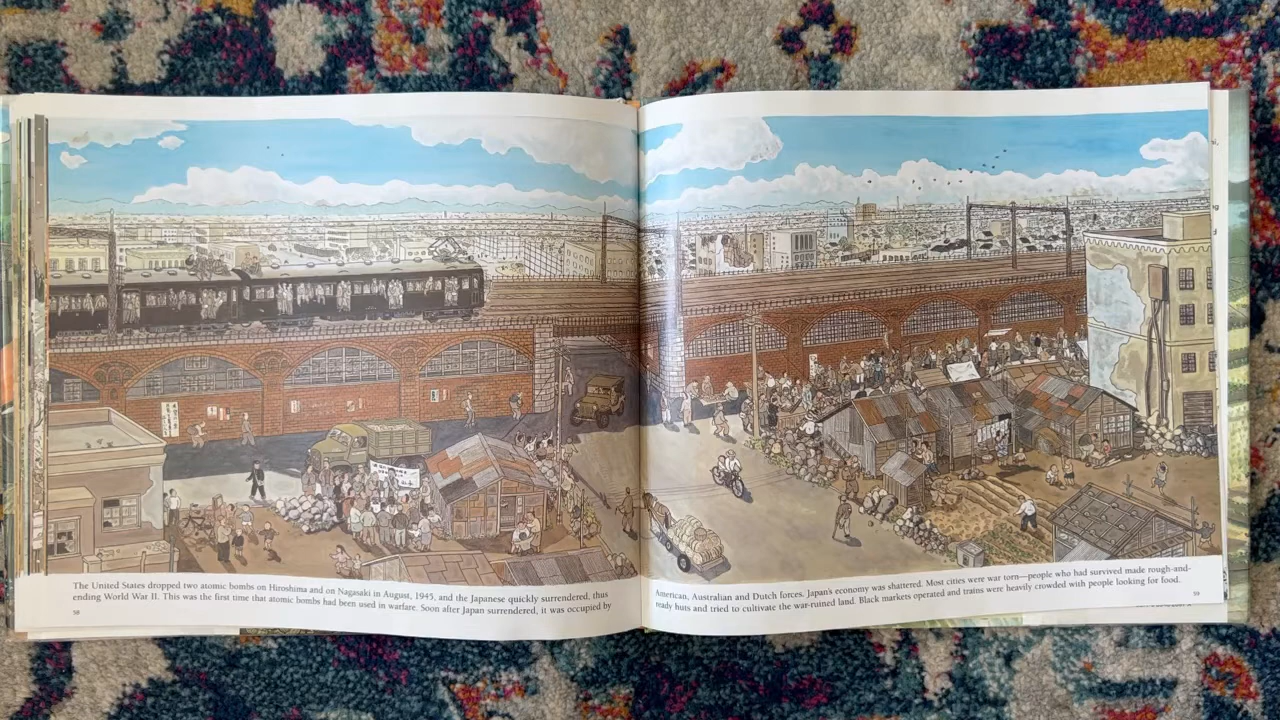 The United States dropped two atomic bombs on Hiroshima and on Nagasaki in August, 1945, and the Japanese quickly surrendered, thus
ending World War II. This was the first time that atomic bombs had been used in warfare. Soon after Japan surrendered, it was occupied by
58
American, Australian and Dutch forces. Japan's economy was shattered. Most cities were war torn—people who had survived made rough-and-
ready huts and tried to cultivate the war-ruined land. Black markets operated and trains were heavily crowded with people looking for food.
59